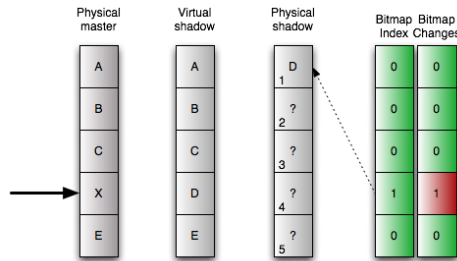 Physical master
Virtual shadow
Physical shadow
Bitmap Index
Bitmap Changes
A
A
D
1
0
0
B
B
?
2
0
0
C
C
?
3
0
0
X
D
?
4
1
1
E
E
?
5
0
0